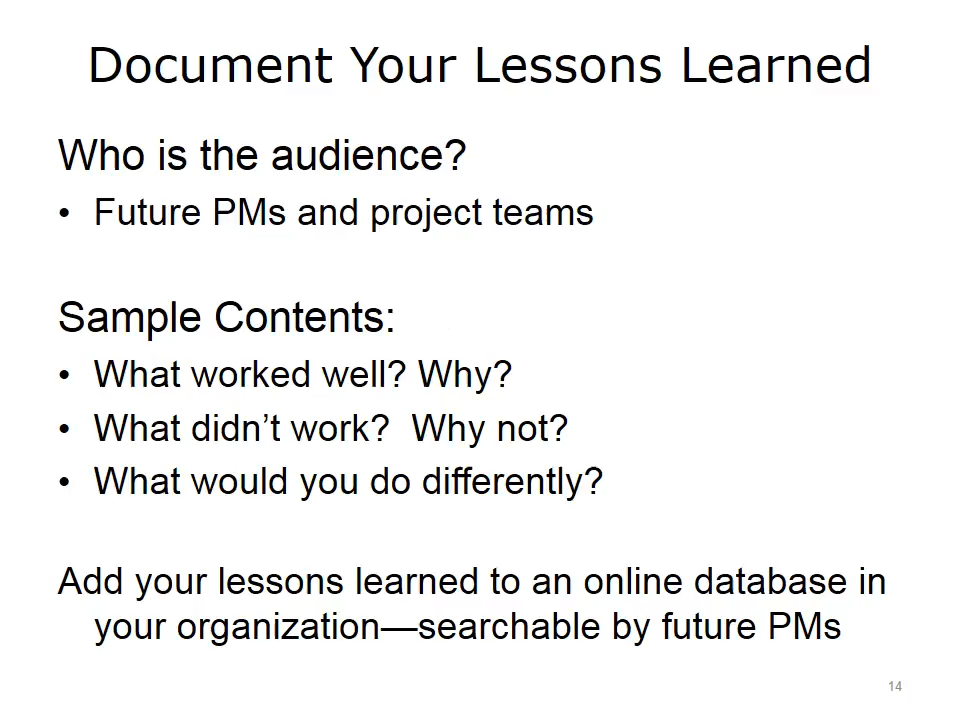 Document Your Lessons Learned
Who is the audience?
• Future PMs and project teams
Sample Contents:
• What worked well? Why?
• What didn’t work?  Why not?
• What would you do differently?
Add your lessons learned to an online database in
your organization—searchable by future PMs
14